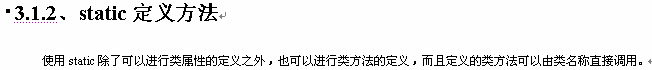 3.1.2、static 定义方法
使用 static 除了可以进行类属性的定义之外，也可以进行类方法的定义，而且定义的类方法可以由类名称直接调用。